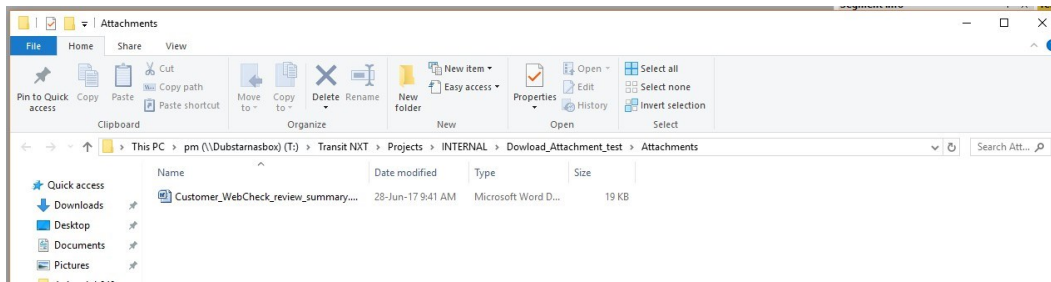 Attachments
File Home Share View
Pin to Quick access
Copy
Paste
Cut
Copy path
Paste shortcut
Clipboard
Move to
Copy to
Delete
Rename
Organize
New folder
New item
Easy access
New
Properties
Open
Edit
History
Open
Select all
Select none
Invert selection
Select
This PC > pm (\\Dubstarnasbox) (T:) > Transit NXT > Projects > INTERNAL > Dowload_Attachment_test > Attachments
Search Att...
Name Date modified Type Size
Quick access
Downloads
Desktop
Documents
Pictures
Customer_WebCheck_review_summary.... 28-Jun-17 9:41 AM Microsoft Word D... 19 KB